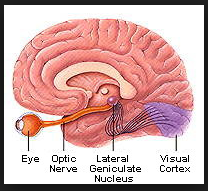 Eye Optic Lateral Visual
Nerve Geniculate Cortex
Nucleus